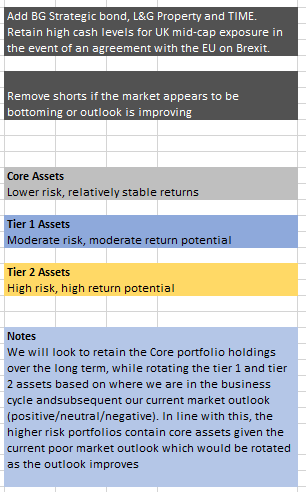 Add BG Strategic bond, L&G Property and TIME.
Retain high cash levels for UK mid-cap exposure in
the event of an agreement with the EU on Brexit.
Remove shorts if the market appears to be
bottoming or outlook is improving
Core Assets
Lower risk, relatively stable returns
Tier 1 Assets
Moderate risk, moderate return potential
Tier 2 Assets
High risk, high return potential
Notes
We will look to retain the Core portfolio holdings
over the long term, while rotating the tier 1 and tier
2 assets based on where we are in the business
cycle andsubsequent our current market outlook
(positive/neutral/negative). In line with this, the
higher risk portfolios contain core assets given the
current poor market outlook which would be rotated
as the outlook improves